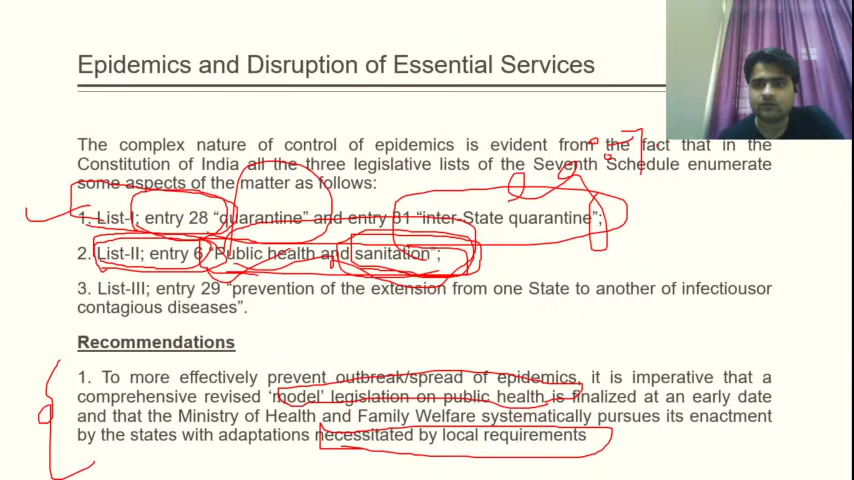 Epidemics and Disruption of Essential Services
The complex nature of control of epidemics is evident from the fact that in the
Constitution of India all the three legislative lists of the Seventh Schedule enumerate
some aspects of the matter as follows:
1. List-I; entry 28 “quarantine” and entry 81 “inter-State quarantine”;
2. List-II; entry 6 “Public health and sanitation”;
3. List-III; entry 29 “prevention of the extension from one State to another of infectiousor
contagious diseases”.
Recommendations
1. To more effectively prevent outbreak/spread of epidemics, it is imperative that a
comprehensive revised ‘model’ legislation on public health is finalized at an early date
and that the Ministry of Health and Family Welfare systematically pursues its enactment
by the states with adaptations necessitated by local requirements